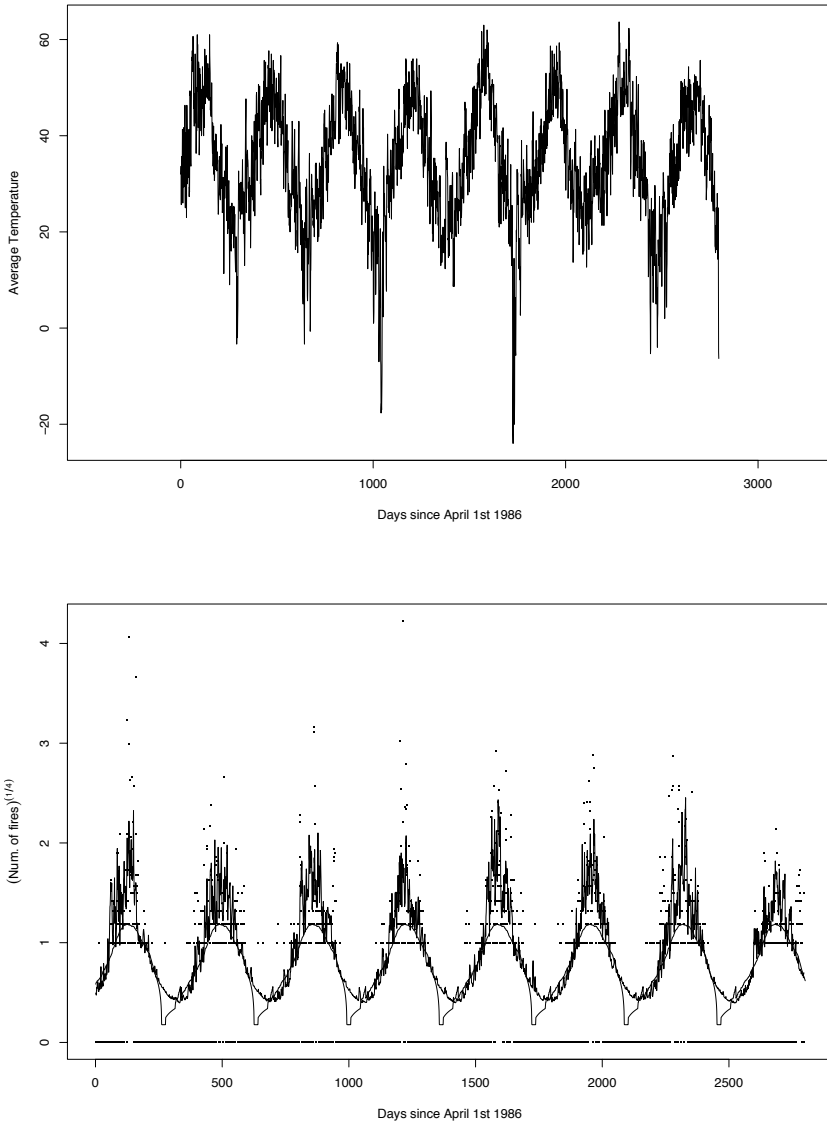 60
40
20
0
−20
Average Temperature
0 1000 2000 3000
Days since April 1st 1986
4
3
2
1
0
(Num. of fires)^(1/4)
0 500 1000 1500 2000 2500
Days since April 1st 1986